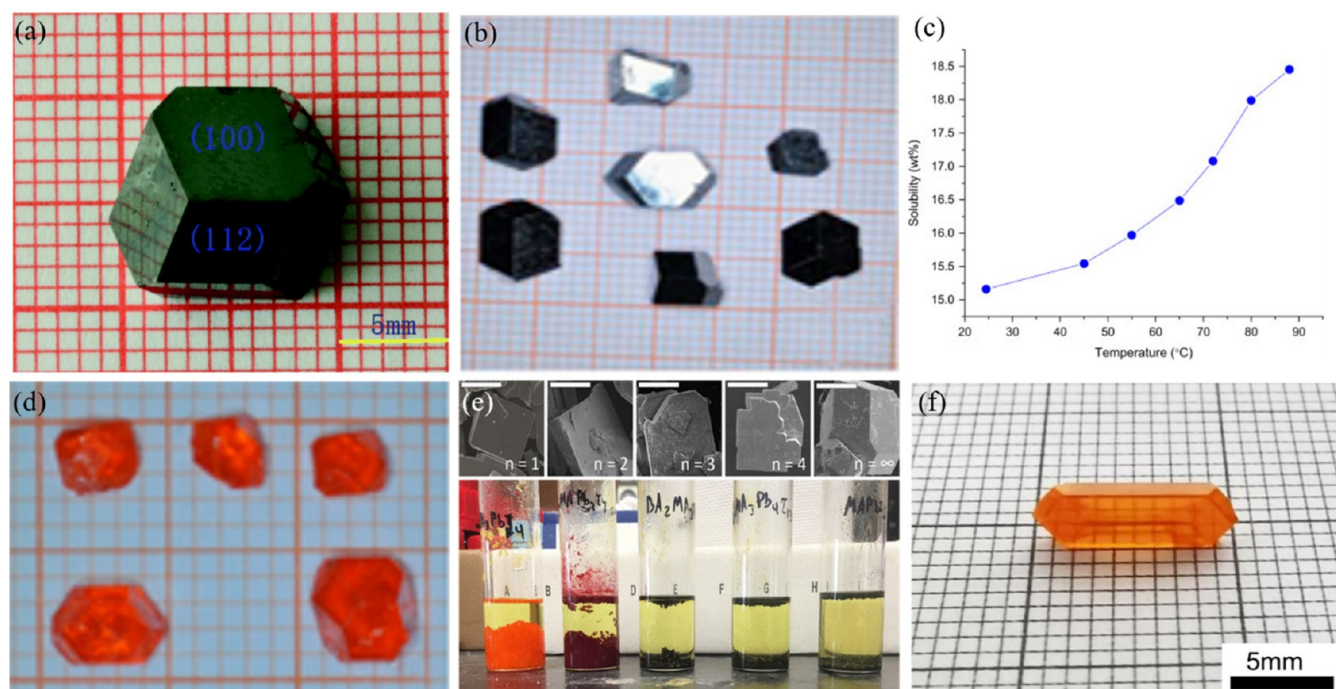 (a)
(100)
(112)
5mm
(b)
(c)
Solubility (wt%)
18.5
18.0
17.5
17.0
16.5
16.0
15.5
15.0
20 30 40 50 60 70 80 90
Temperature (°C)
(d)
(e)
n = 1
n = 2
n = 3
n = 4
n = ∞
A B D E F G H
(f)
5mm